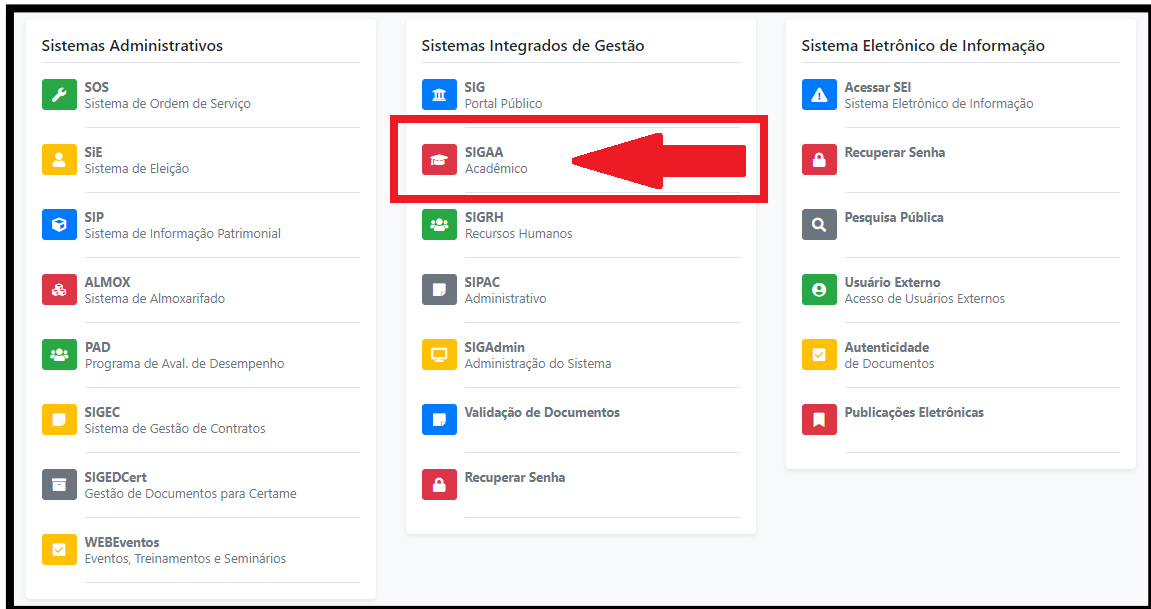 Sistemas Administrativos
SOS
Sistema de Ordem de Serviço
SiE
Sistema de Eleição
SIP
Sistema de Informação Patrimonial
ALMOX
Sistema de Almoxarifado
PAD
Programa de Aval. de Desempenho
SIGEC
Sistema de Gestão de Contratos
SIGEDCert
Gestão de Documentos para Certame
WEBEventos
Eventos, Treinamentos e Seminários
Sistemas Integrados de Gestão
SIG
Portal Público
SIGAA
Acadêmico
SIGRH
Recursos Humanos
SIPAC
Administrativo
SIGAdmin
Administração do Sistema
Validação de Documentos
Recuperar Senha
Sistema Eletrônico de Informação
Acessar SEI
Sistema Eletrônico de Informação
Recuperar Senha
Pesquisa Pública
Usuário Externo
Acesso de Usuários Externos
Autenticidade
de Documentos
Publicações Eletrônicas